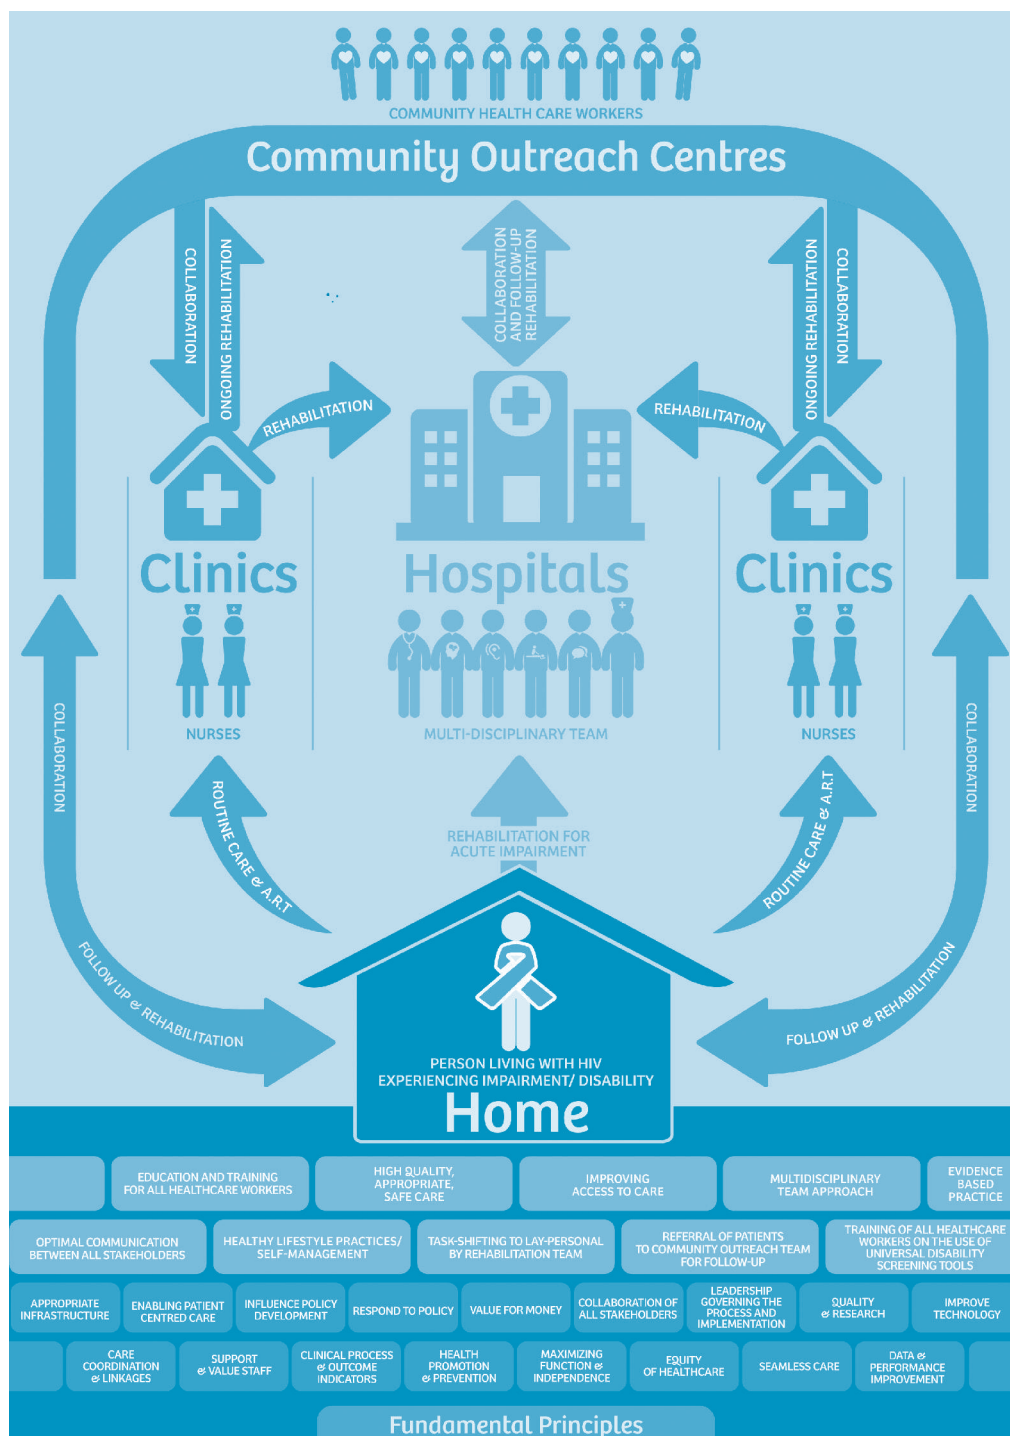 COMMUNITY HEALTH CARE WORKERS
Community Outreach Centres
COLLABORATION
ONGOING REHABILITATION
COLLABORATION
AND FOLLOW-UP
REHABILITATION
ONGOING REHABILITATION
COLLABORATION
REHABILITATION
REHABILITATION
Clinics
Hospitals
Clinics
NURSES
MULTI-DISCIPLINARY TEAM
NURSES
COLLABORATION
COLLABORATION
ROUTINE CARE & A.R.T
REHABILITATION FOR
ACUTE IMPAIRMENT
ROUTINE CARE & A.R.T
FOLLOW UP & REHABILITATION
FOLLOW UP & REHABILITATION
PERSON LIVING WITH HIV
EXPERIENCING IMPAIRMENT/ DISABILITY
Home
EDUCATION AND TRAINING
FOR ALL HEALTHCARE WORKERS
HIGH QUALITY,
APPROPRIATE,
SAFE CARE
IMPROVING
ACCESS TO CARE
MULTIDISCIPLINARY
TEAM APPROACH
EVIDENCE
BASED
PRACTICE
OPTIMAL COMMUNICATION
BETWEEN ALL STAKEHOLDERS
HEALTHY LIFESTYLE PRACTICES/
SELF-MANAGEMENT
TASK-SHIFTING TO LAY-PERSONAL
BY REHABILITATION TEAM
REFERRAL OF PATIENTS
TO COMMUNITY OUTREACH TEAM
FOR FOLLOW-UP
TRAINING OF ALL HEALTHCARE
WORKERS ON THE USE OF
UNIVERSAL DISABILITY
SCREENING TOOLS
APPROPRIATE
INFRASTRUCTURE
ENABLING PATIENT
CENTRED CARE
INFLUENCE POLICY
DEVELOPMENT
RESPOND TO POLICY
VALUE FOR MONEY
COLLABORATION OF
ALL STAKEHOLDERS
LEADERSHIP
GOVERNING THE
PROCESS AND
IMPLEMENTATION
QUALITY
& RESEARCH
IMPROVE
TECHNOLOGY
CARE
COORDINATION
& LINKAGES
SUPPORT
& VALUE STAFF
CLINICAL PROCESS
& OUTCOME
INDICATORS
HEALTH
PROMOTION
& PREVENTION
MAXIMIZING
FUNCTION &
INDEPENDENCE
EQUITY
OF HEALTHCARE
SEAMLESS CARE
DATA &
PERFORMANCE
IMPROVEMENT
Fundamental Principles